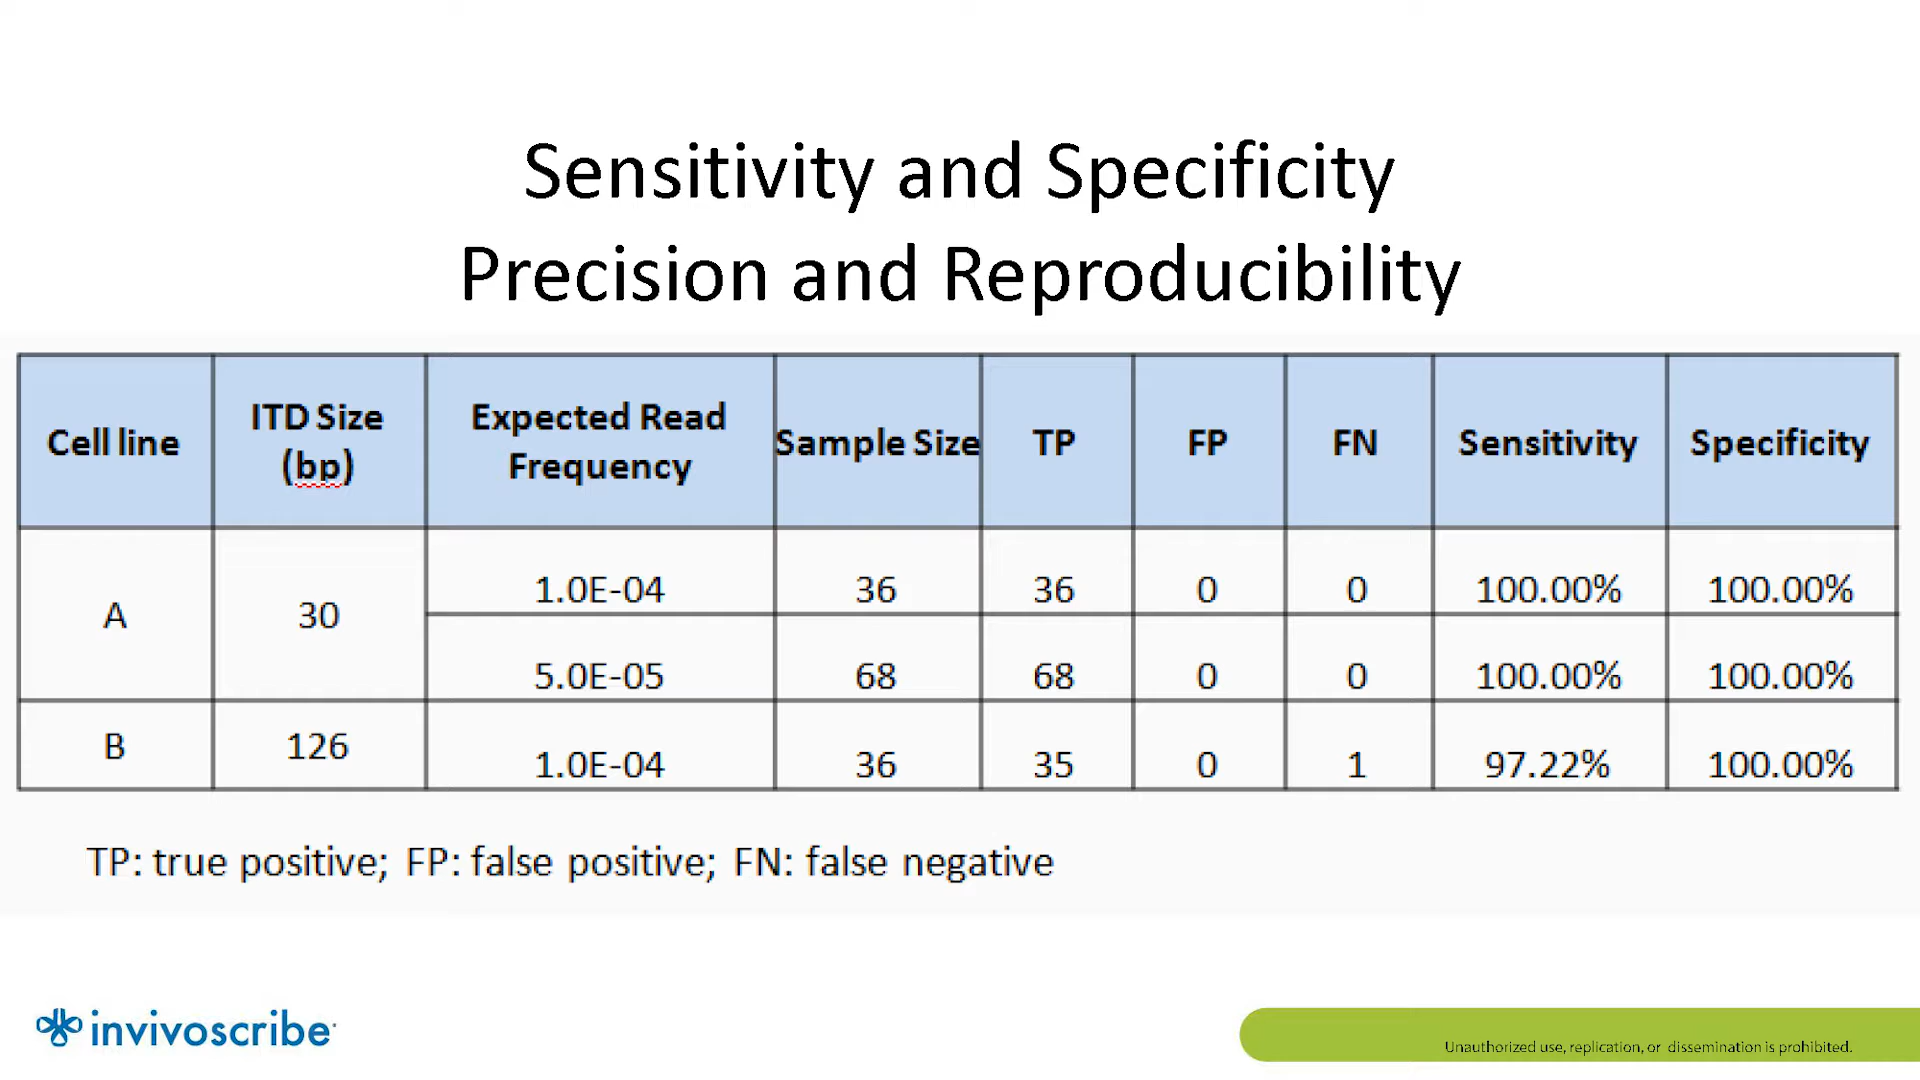 Sensitivity and Specificity
Precision and Reproducibility
Cell line ITD Size (bp) Expected Read Frequency Sample Size TP FP FN Sensitivity Specificity
A 30 1.0E-04 36 36 0 0 100.00% 100.00%
5.0E-05 68 68 0 0 100.00% 100.00%
B 126 1.0E-04 36 35 0 1 97.22% 100.00%
TP: true positive; FP: false positive; FN: false negative
invivoscribe
Unauthorized use, replication, or dissemination is prohibited.